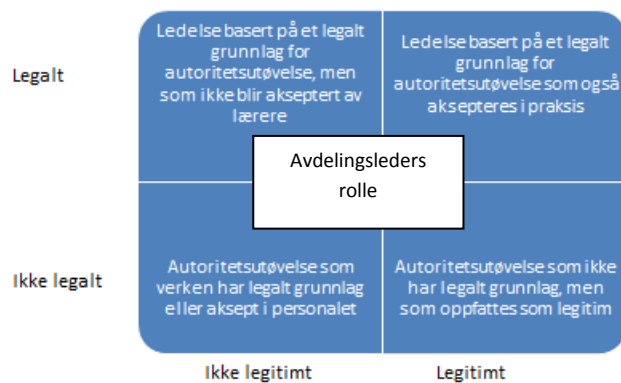 Legalt
Ledelse basert på et legalt
grunnlag for
autoritetsutøvelse, men
som ikke blir akseptert av
lærere
Ledelse basert på et legalt
grunnlag for
autoritetsutøvelse som også
aksepteres i praksis
Avdelingsleders
rolle
Ikke legalt
Autoritetsutøvelse som
verken har legalt grunnlag
eller aksept i personalet
Autoritetsutøvelse som ikke
har legalt grunnlag, men
som oppfattes som legitim
Ikke legitimt
Legitimt